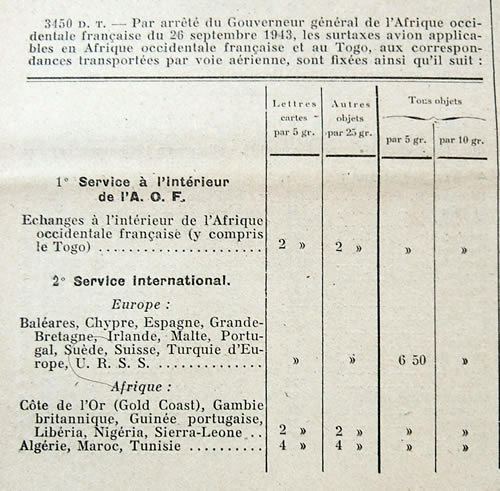 3450 D. T. — Par arrêté du Gouverneur général de l'Afrique occi-
dentale française du 26 septembre 1943, les surtaxes avion applica-
bles en Afrique occidentale française et au Togo, aux correspon-
dances transportées par voie aérienne, sont fixées ainsi qu'il suit :
Lettres Autres Tous objets
cartes objets
par 5 gr. par 25 gr. par 5 gr. par 10 gr.
1° Service à l'intérieur
de l'A. O. F.
Echanges à l'intérieur de l'Afrique
occidentale française (y compris
le Togo) .................... 2 » 2 » » »
2° Service international.
Europe :
Baléares, Chypre, Espagne, Grande-
Bretagne, Irlande, Malte, Portu-
gal, Suède, Suisse, Turquie d'Eu-
rope, U. R. S. S. .............. » » 6 50 »
Afrique :
Côte de l'Or (Gold Coast), Gambie
britannique, Guinée portugaise,
Libéria, Nigéria, Sierra-Leone .. 2 » 2 » » »
Algérie, Maroc, Tunisie .......... 4 » 4 » » »